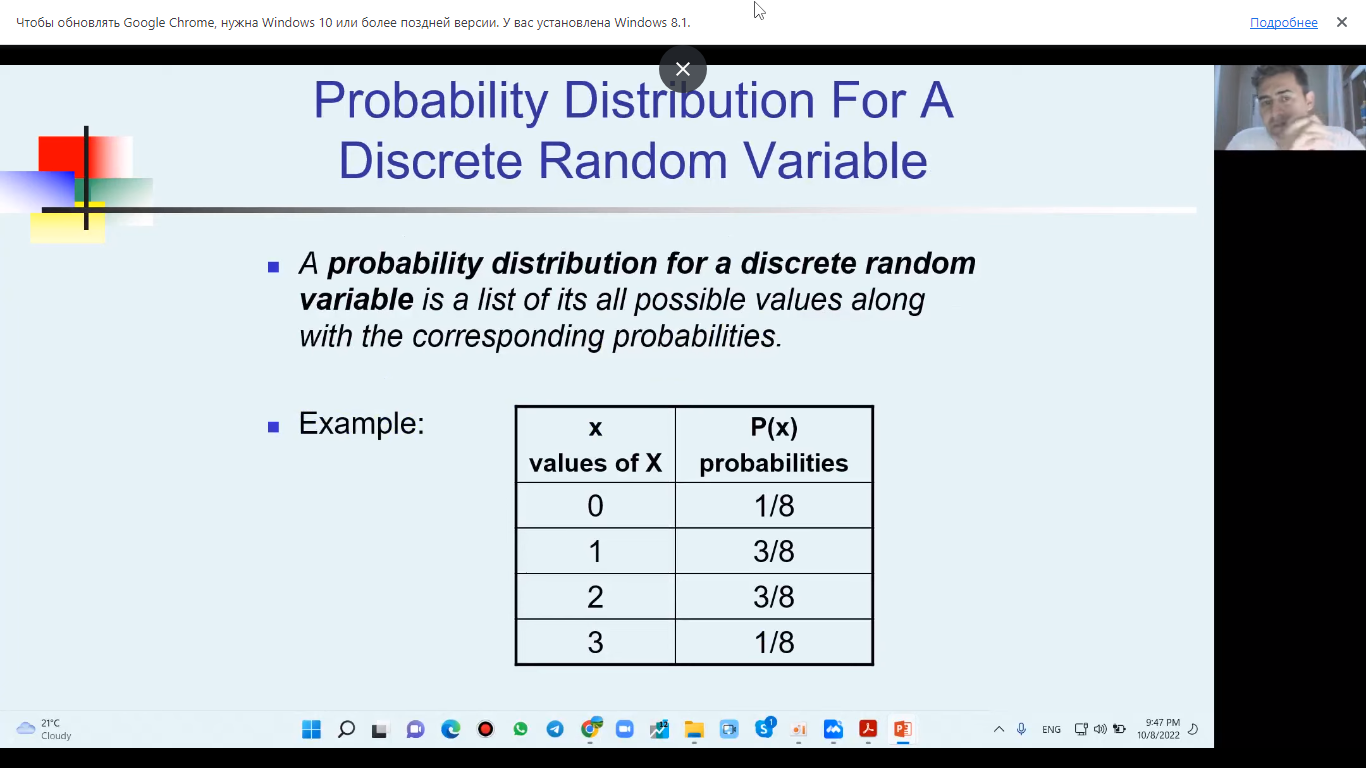 Чтобы обновлять Google Chrome, нужна Windows 10 или более поздней версии. У вас установлена Windows 8.1.
Подробнее
Probability Distribution For A
Discrete Random Variable
A probability distribution for a discrete random
variable is a list of its all possible values along
with the corresponding probabilities.
Example:
x P(x)
values of X probabilities
0 1/8
1 3/8
2 3/8
3 1/8
21°C
Cloudy
ENG
9:47 PM
10/8/2022